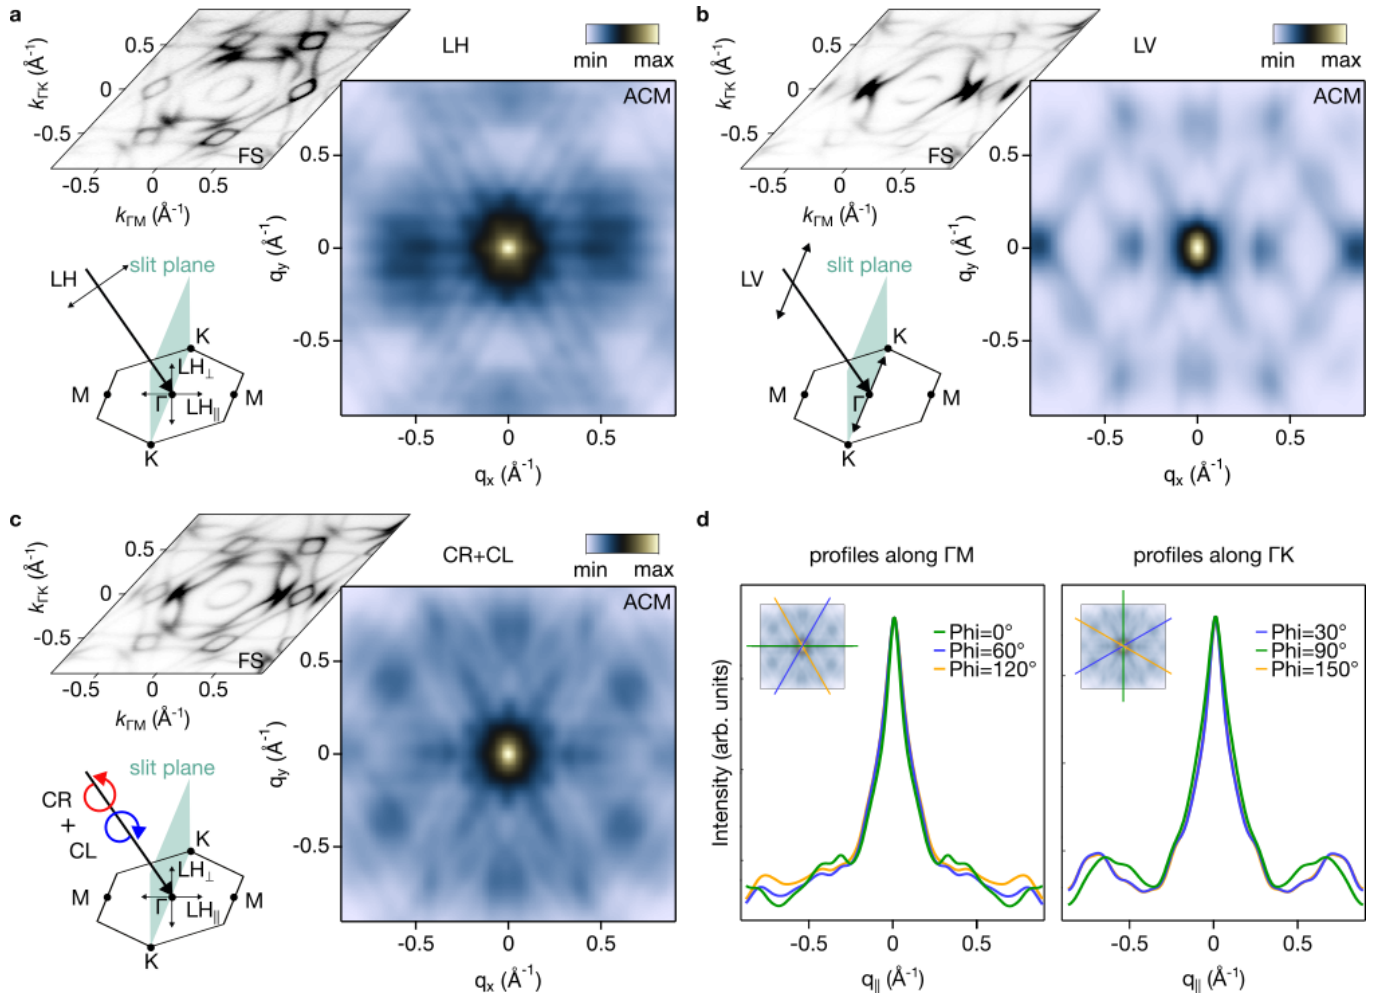 a
LH
min max
k_ΓK (Å⁻¹)
0.5
0
-0.5
FS
-0.5 0 0.5
k_ΓM (Å⁻¹)
ACM
0.5
0
-0.5
q_y (Å⁻¹)
-0.5 0 0.5
q_x (Å⁻¹)
LH
slit plane
K
LH⊥
M Γ M
LH||
K
b
LV
min max
k_ΓK (Å⁻¹)
0.5
0
-0.5
FS
-0.5 0 0.5
k_ΓM (Å⁻¹)
ACM
0.5
0
-0.5
q_y (Å⁻¹)
-0.5 0 0.5
q_x (Å⁻¹)
LV
slit plane
K
M Γ M
K
c
CR+CL
min max
k_ΓK (Å⁻¹)
0.5
0
-0.5
FS
-0.5 0 0.5
k_ΓM (Å⁻¹)
ACM
0.5
0
-0.5
q_y (Å⁻¹)
-0.5 0 0.5
q_x (Å⁻¹)
CR
+
CL
slit plane
K
LH⊥
M Γ M
LH||
K
d
profiles along ΓM
Phi=0°
Phi=60°
Phi=120°
Intensity (arb. units)
-0.5 0 0.5
q|| (Å⁻¹)
profiles along ΓK
Phi=30°
Phi=90°
Phi=150°
-0.5 0 0.5
q|| (Å⁻¹)